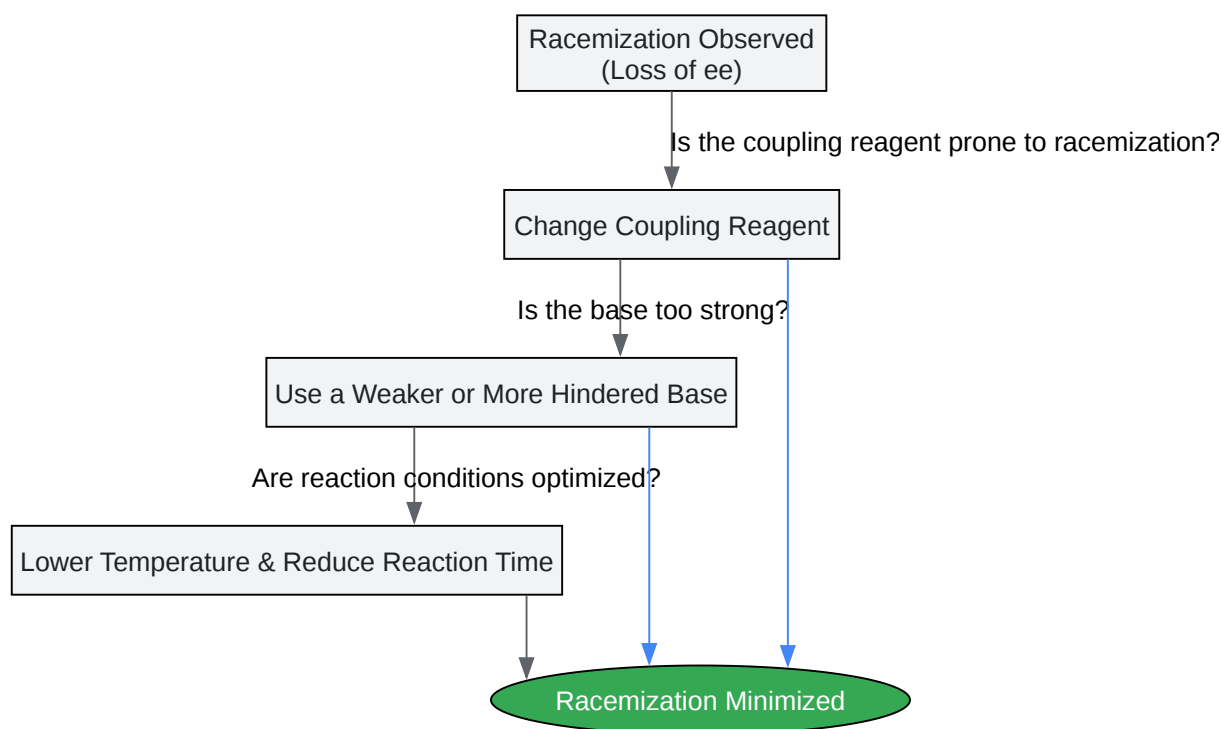 Racemization Observed
(Loss of ee)
Is the coupling reagent prone to racemization?
Change Coupling Reagent
Is the base too strong?
Use a Weaker or More Hindered Base
Are reaction conditions optimized?
Lower Temperature & Reduce Reaction Time
Racemization Minimized